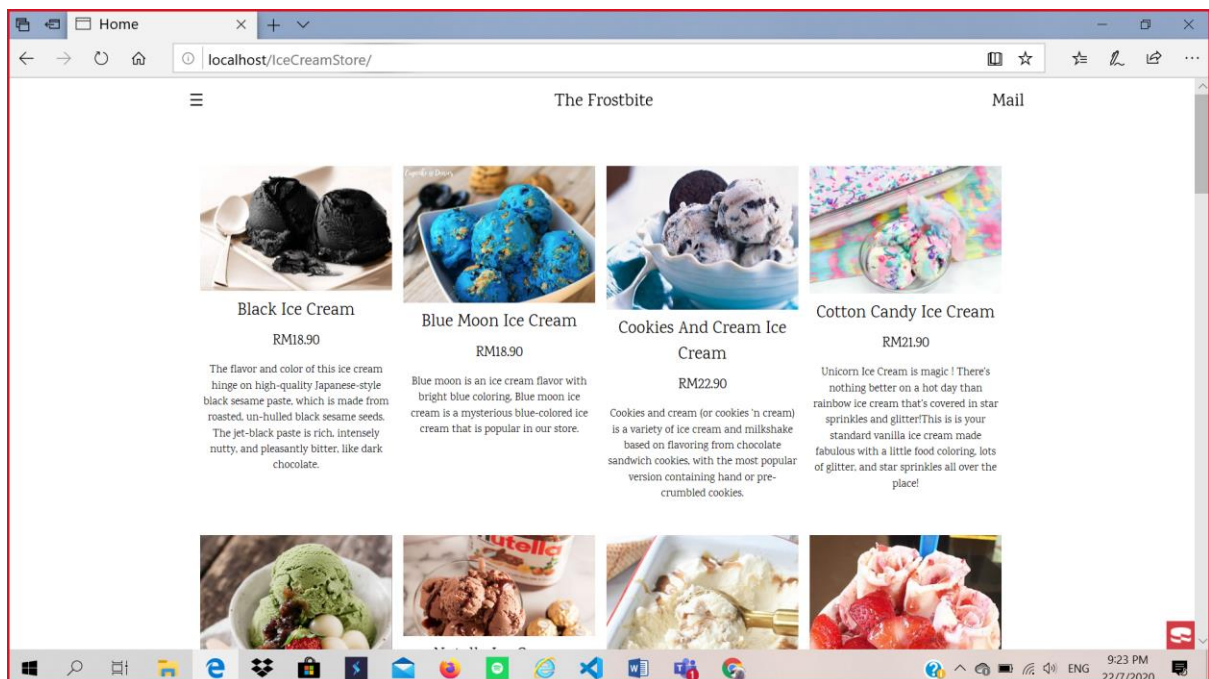 Home
localhost/IceCreamStore/
The Frostbite
Mail
Black Ice Cream
RM18.90
The flavor and color of this ice cream
hinge on high-quality Japanese-style
black sesame paste, which is made from
roasted, un-hulled black sesame seeds.
The jet-black paste is rich, intensely
nutty, and pleasantly bitter, like dark
chocolate.
Blue Moon Ice Cream
RM18.90
Blue moon is an ice cream flavor with
bright blue coloring, Blue moon ice
cream is a mysterious blue-colored ice
cream that is popular in our store.
Cookies And Cream Ice
Cream
RM22.90
Cookies and cream (or cookies 'n cream)
is a variety of ice cream and milkshake
based on flavoring from chocolate
sandwich cookies, with the most popular
version containing hand or pre-
crumbled cookies.
Cotton Candy Ice Cream
RM21.90
Unicorn Ice Cream is magic ! There's
nothing better on a hot day than
rainbow ice cream that's covered in star
sprinkles and glitter!This is is your
standard vanilla ice cream made
fabulous with a little food coloring, lots
of glitter, and star sprinkles all over the
place!
nutella
ENG
9:23 PM
22/7/2020